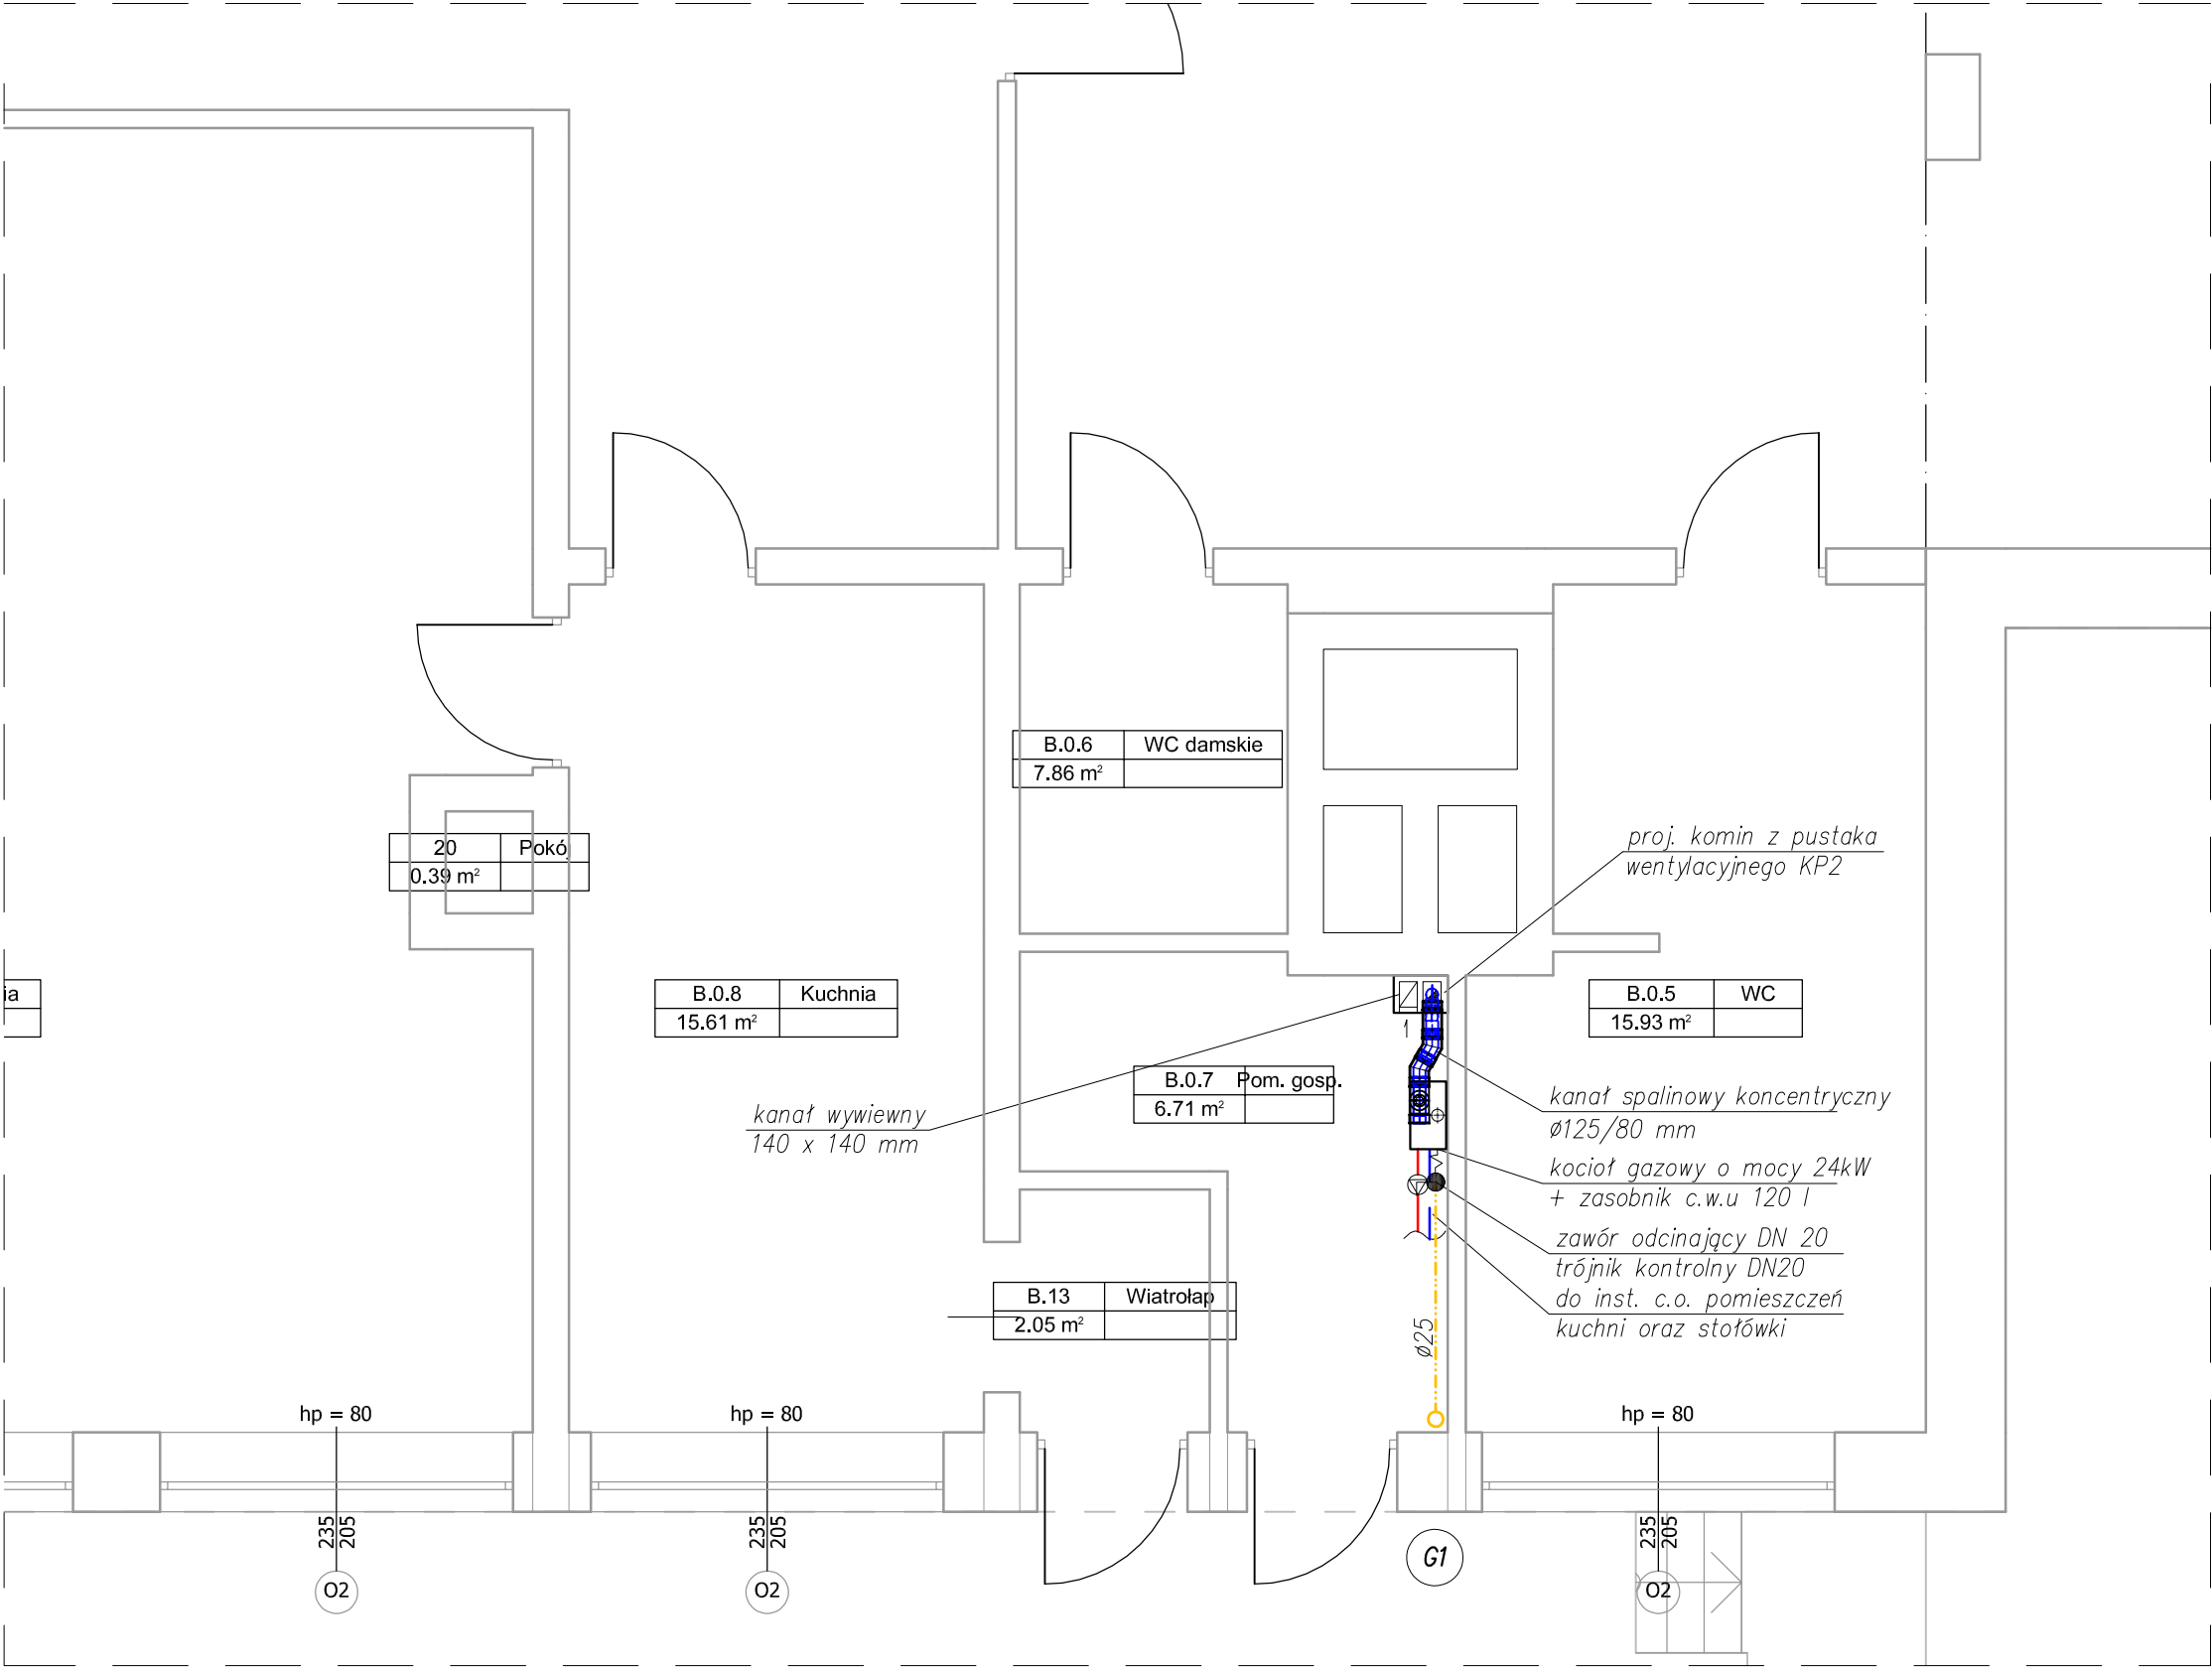 B.0.6 WC damskie
7.86 m²
proj. komin z pustaka
wentylacyjnego KP2
20 Pokój
0.39 m²
ia
B.0.8 Kuchnia
15.61 m²
B.0.5 WC
15.93 m²
1
B.0.7 Pom. gosp.
6.71 m²
kanał wywiewny
140 x 140 mm
kanał spalinowy koncentryczny
ø125/80 mm
kocioł gazowy o mocy 24kW
+ zasobnik c.w.u 120 l
zawór odcinający DN 20
trójnik kontrolny DN20
do inst. c.o. pomieszczeń
kuchni oraz stołówki
B.13 Wiatrołap
2.05 m²
ø25
hp = 80
hp = 80
hp = 80
235
205
235
205
235
205
G1
O2
O2
O2